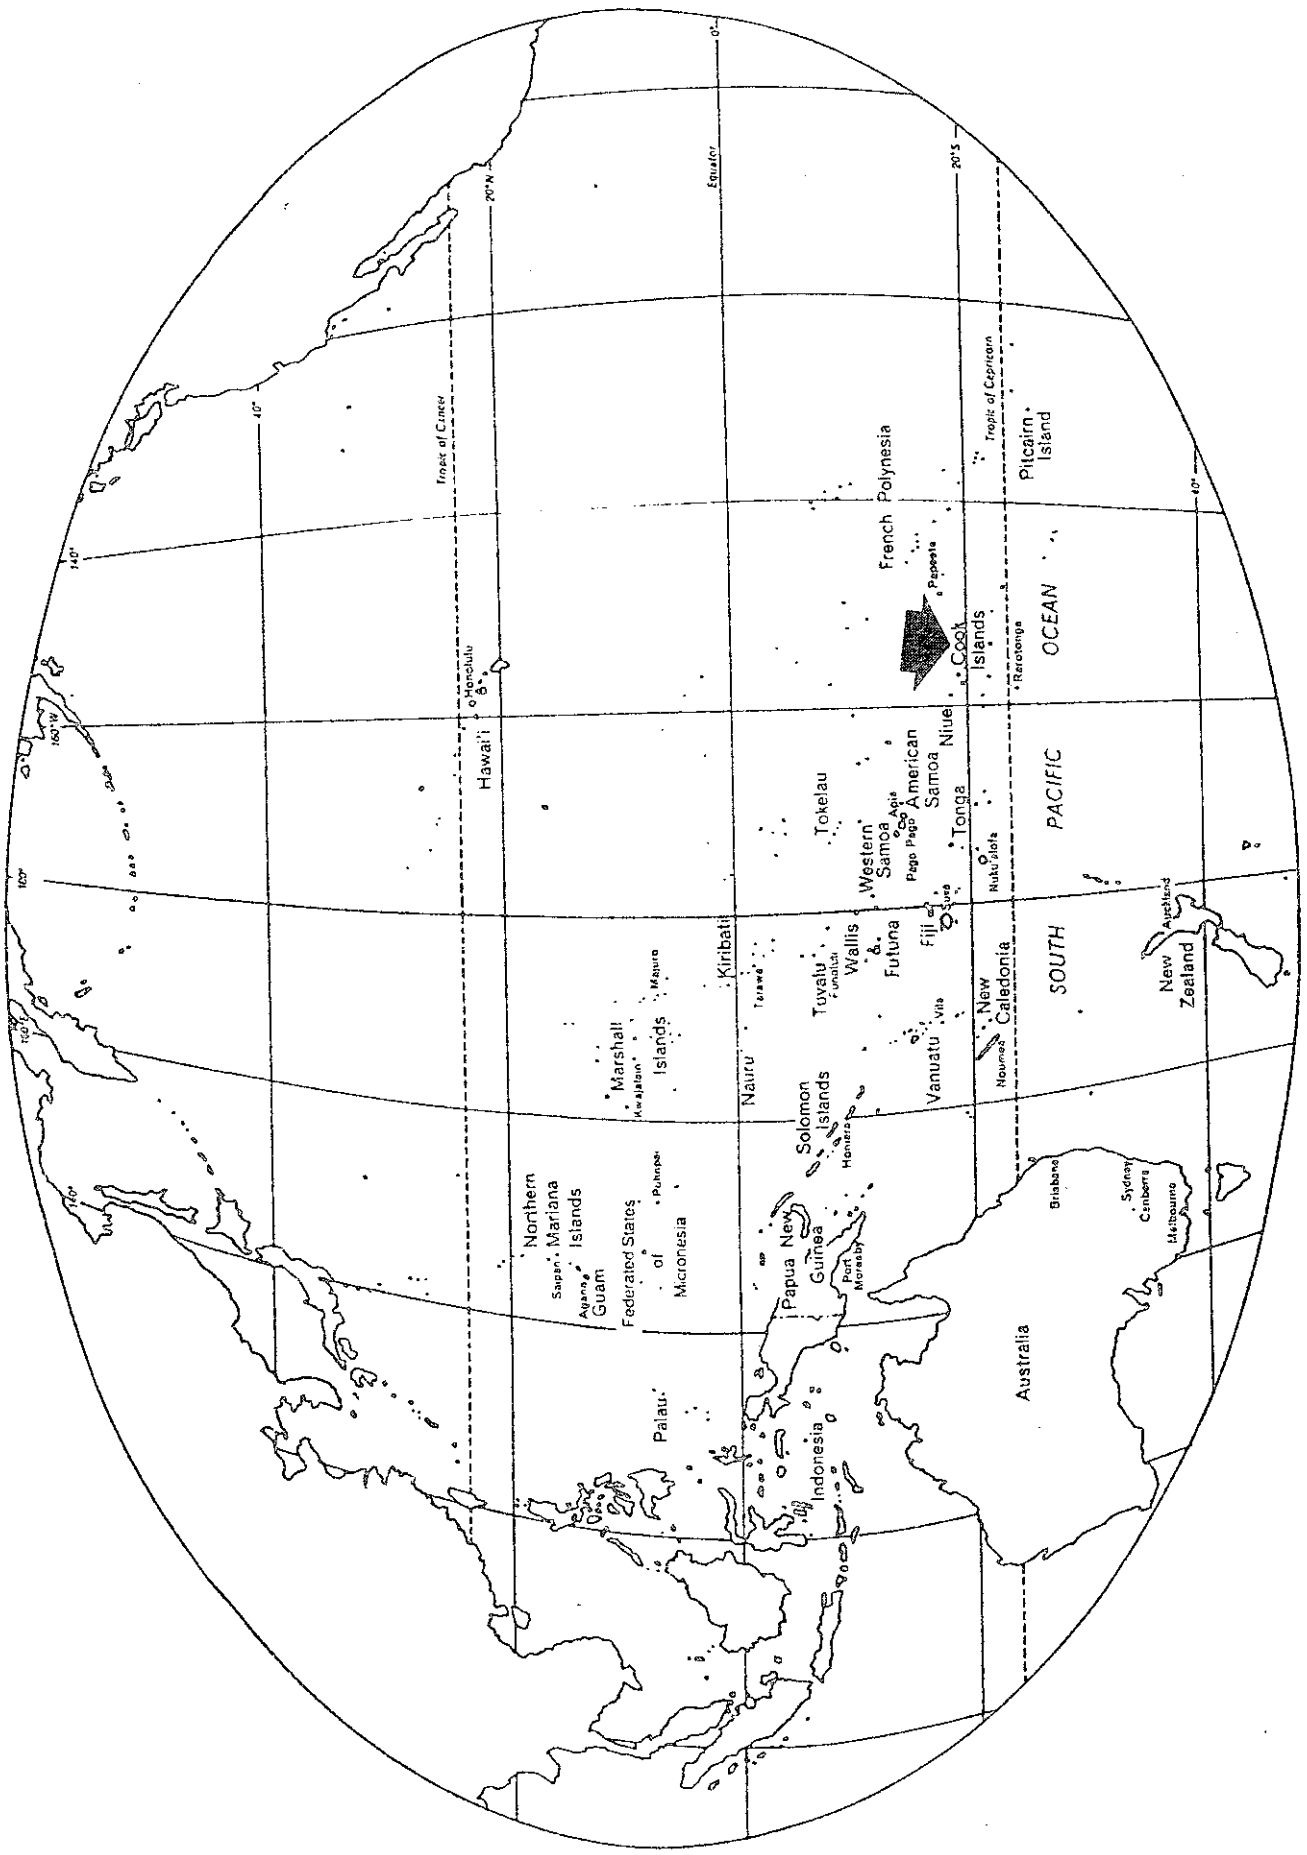 160°E
180°
160°W
140°
140°
40°
40°
Tropic of Cancer
20°N
Honolulu
Hawai'i
Northern
Mariana
Islands
Saipan
Agana
Guam
Marshall
Islands
Kwajalein
Majuro
Federated States
of
Micronesia
Pohnpei
Palau
Kiribati
Tarawa
Nauru
Equator
0°
Papua New
Guinea
Port
Moresby
Indonesia
Solomon
Islands
Honiara
Tuvalu
Funafuti
Tokelau
Wallis
Futuna
Western
Samoa
Apia
Pago Pago
American
Samoa
French Polynesia
Papeete
Vanuatu
Vila
Fiji
Suva
Tonga
Nuku'alofa
Niue
Cook
Islands
Rarotonga
20°S
New
Caledonia
Noumea
Tropic of Capricorn
Pitcairn
Island
SOUTH PACIFIC OCEAN
Australia
Brisbane
Sydney
Canberra
Melbourne
New
Zealand
Auckland